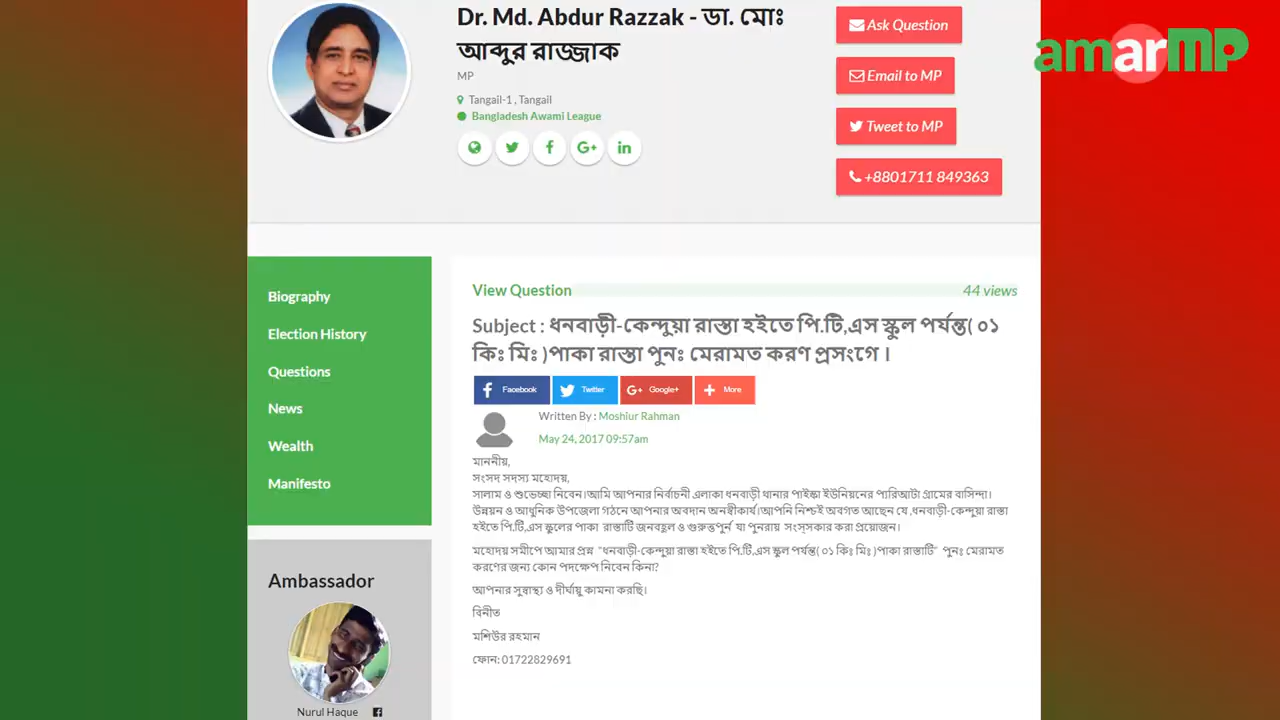 Dr. Md. Abdur Razzak - ডা. মোঃ
আব্দুর রাজ্জাক
MP
Tangail-1 , Tangail
Bangladesh Awami League
Ask Question
Email to MP
Tweet to MP
+8801711 849363
amarMP
Biography
Election History
Questions
News
Wealth
Manifesto
Ambassador
Nurul Haque
View Question
44 views
Subject : ধনবাড়ী-কেন্দুয়া রাস্তা হইতে পি.টি,এস স্কুল পর্যন্ত( ০১
কিঃ মিঃ )পাকা রাস্তা পুনঃ মেরামত করণ প্রসংগে ।
Facebook
Twitter
Google+
More
Written By : Moshiur Rahman
May 24, 2017 09:57am
মাননীয়,
সংসদ সদস্য মহোদয়,
সালাম ও শুভেচ্ছা নিবেন।আমি আপনার নির্বাচনী এলাকা ধনবাড়ী থানার পাইষ্কা ইউনিয়নের পারিআটা গ্রামের বাসিন্দা।
উন্নয়ন ও আধুনিক উপজেলা গঠনে আপনার অবদান অনস্বীকার্য।আপনি নিশ্চই অবগত আছেন যে ,ধনবাড়ী-কেন্দুয়া রাস্তা
হইতে পি.টি,এস স্কুলের পাকা রাস্তাটি জনবহুল ও গুরুত্তপুর্ন যা পুনরায় সংস্সকার করা প্রয়োজন।
মহোদয় সমীপে আমার প্রশ্ন "ধনবাড়ী-কেন্দুয়া রাস্তা হইতে পি.টি,এস স্কুল পর্যন্ত( ০১ কিঃ মিঃ )পাকা রাস্তাটি" পুনঃ মেরামত
করণের জন্য কোন পদক্ষেপ নিবেন কিনা?
আপনার সুস্বাস্থ্য ও দীর্ঘায়ু কামনা করছি।
বিনীত
মশিউর রহমান
ফোন: 01722829691